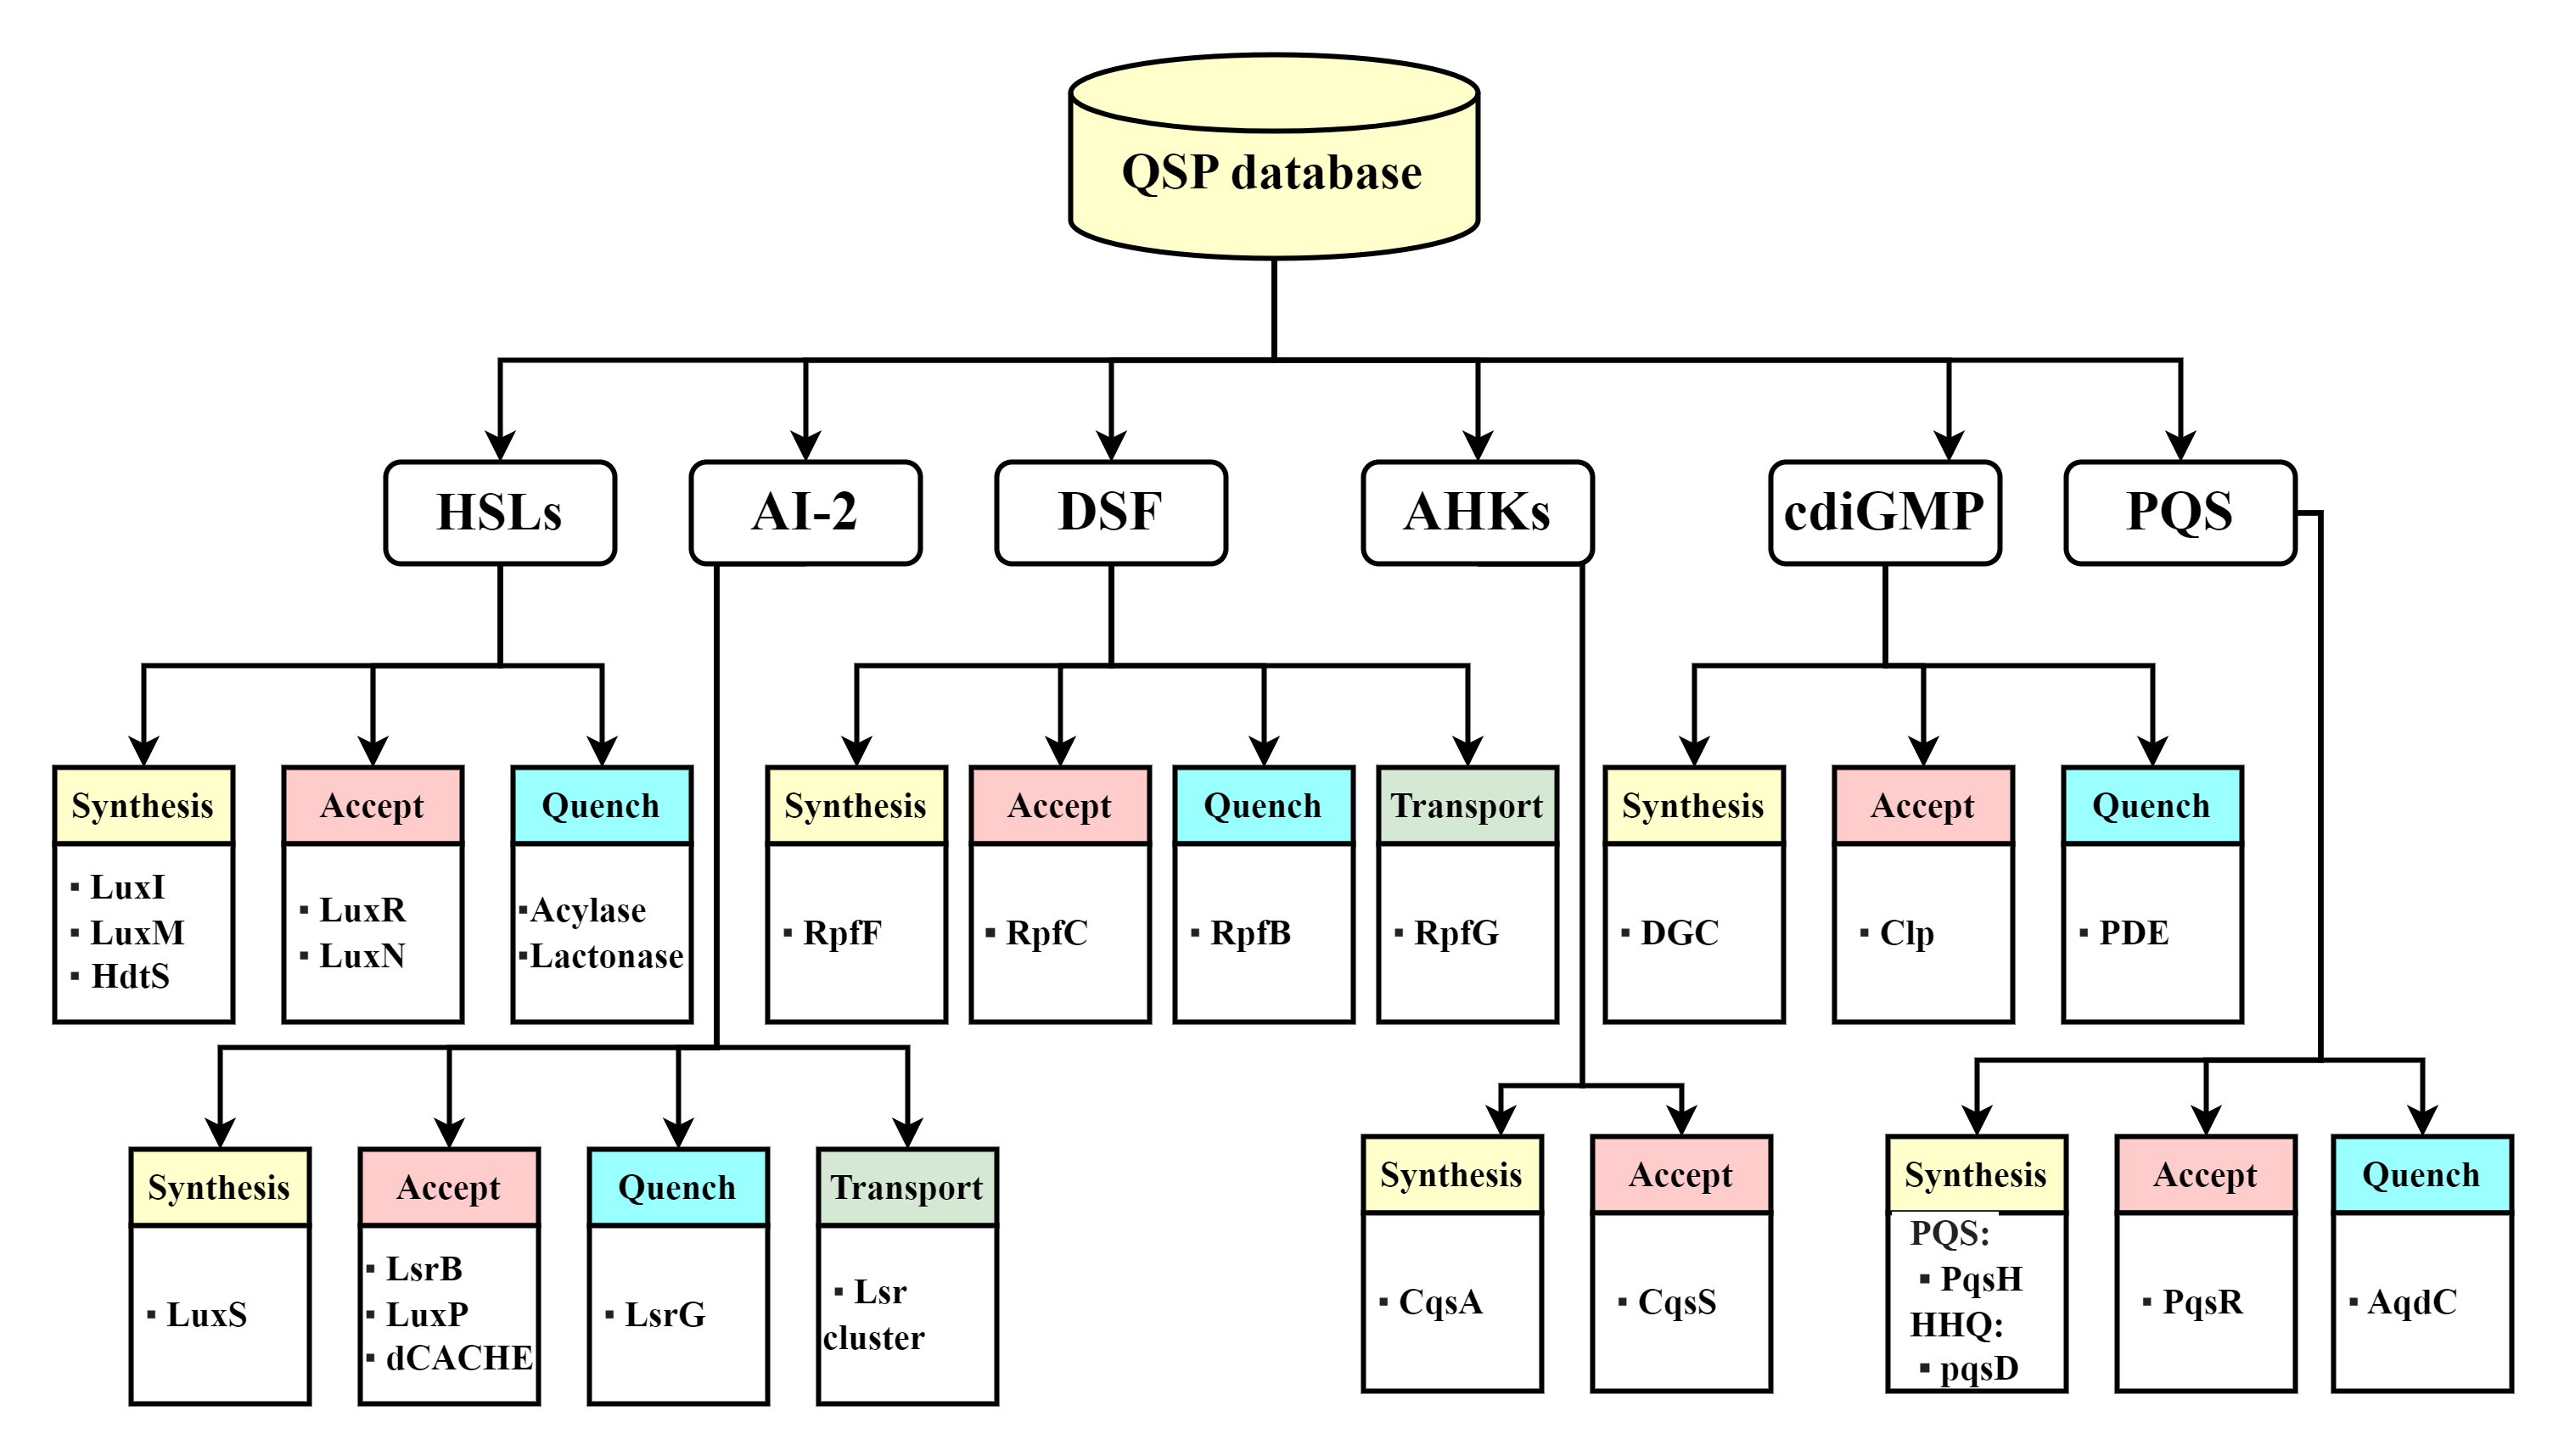 QSP database
HSLs
AI-2
DSF
AHKs
cdiGMP
PQS
Synthesis
▪ LuxI
▪ LuxM
▪ HdtS
Accept
▪ LuxR
▪ LuxN
Quench
▪Acylase
▪Lactonase
Synthesis
▪ RpfF
Accept
▪ RpfC
Quench
▪ RpfB
Transport
▪ RpfG
Synthesis
▪ DGC
Accept
▪ Clp
Quench
▪ PDE
Synthesis
▪ LuxS
Accept
▪ LsrB
▪ LuxP
▪ dCACHE
Quench
▪ LsrG
Transport
▪ Lsr
cluster
Synthesis
▪ CqsA
Accept
▪ CqsS
Synthesis
PQS:
▪ PqsH
HHQ:
▪ pqsD
Accept
▪ PqsR
Quench
▪ AqdC